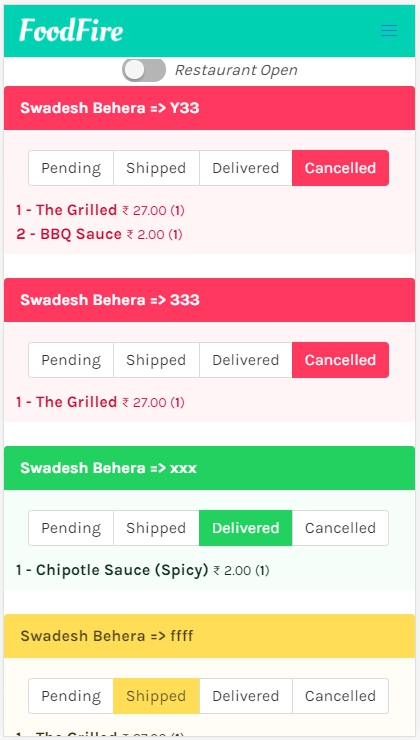 FoodFire
Restaurant Open
Swadesh Behera => Y33
Pending Shipped Delivered Cancelled
1 - The Grilled ₹ 27.00 (1)
2 - BBQ Sauce ₹ 2.00 (1)
Swadesh Behera => 333
Pending Shipped Delivered Cancelled
1 - The Grilled ₹ 27.00 (1)
Swadesh Behera => xxx
Pending Shipped Delivered Cancelled
1 - Chipotle Sauce (Spicy) ₹ 2.00 (1)
Swadesh Behera => ffff
Pending Shipped Delivered Cancelled
1 - The Grilled ₹ 27.00 (1)